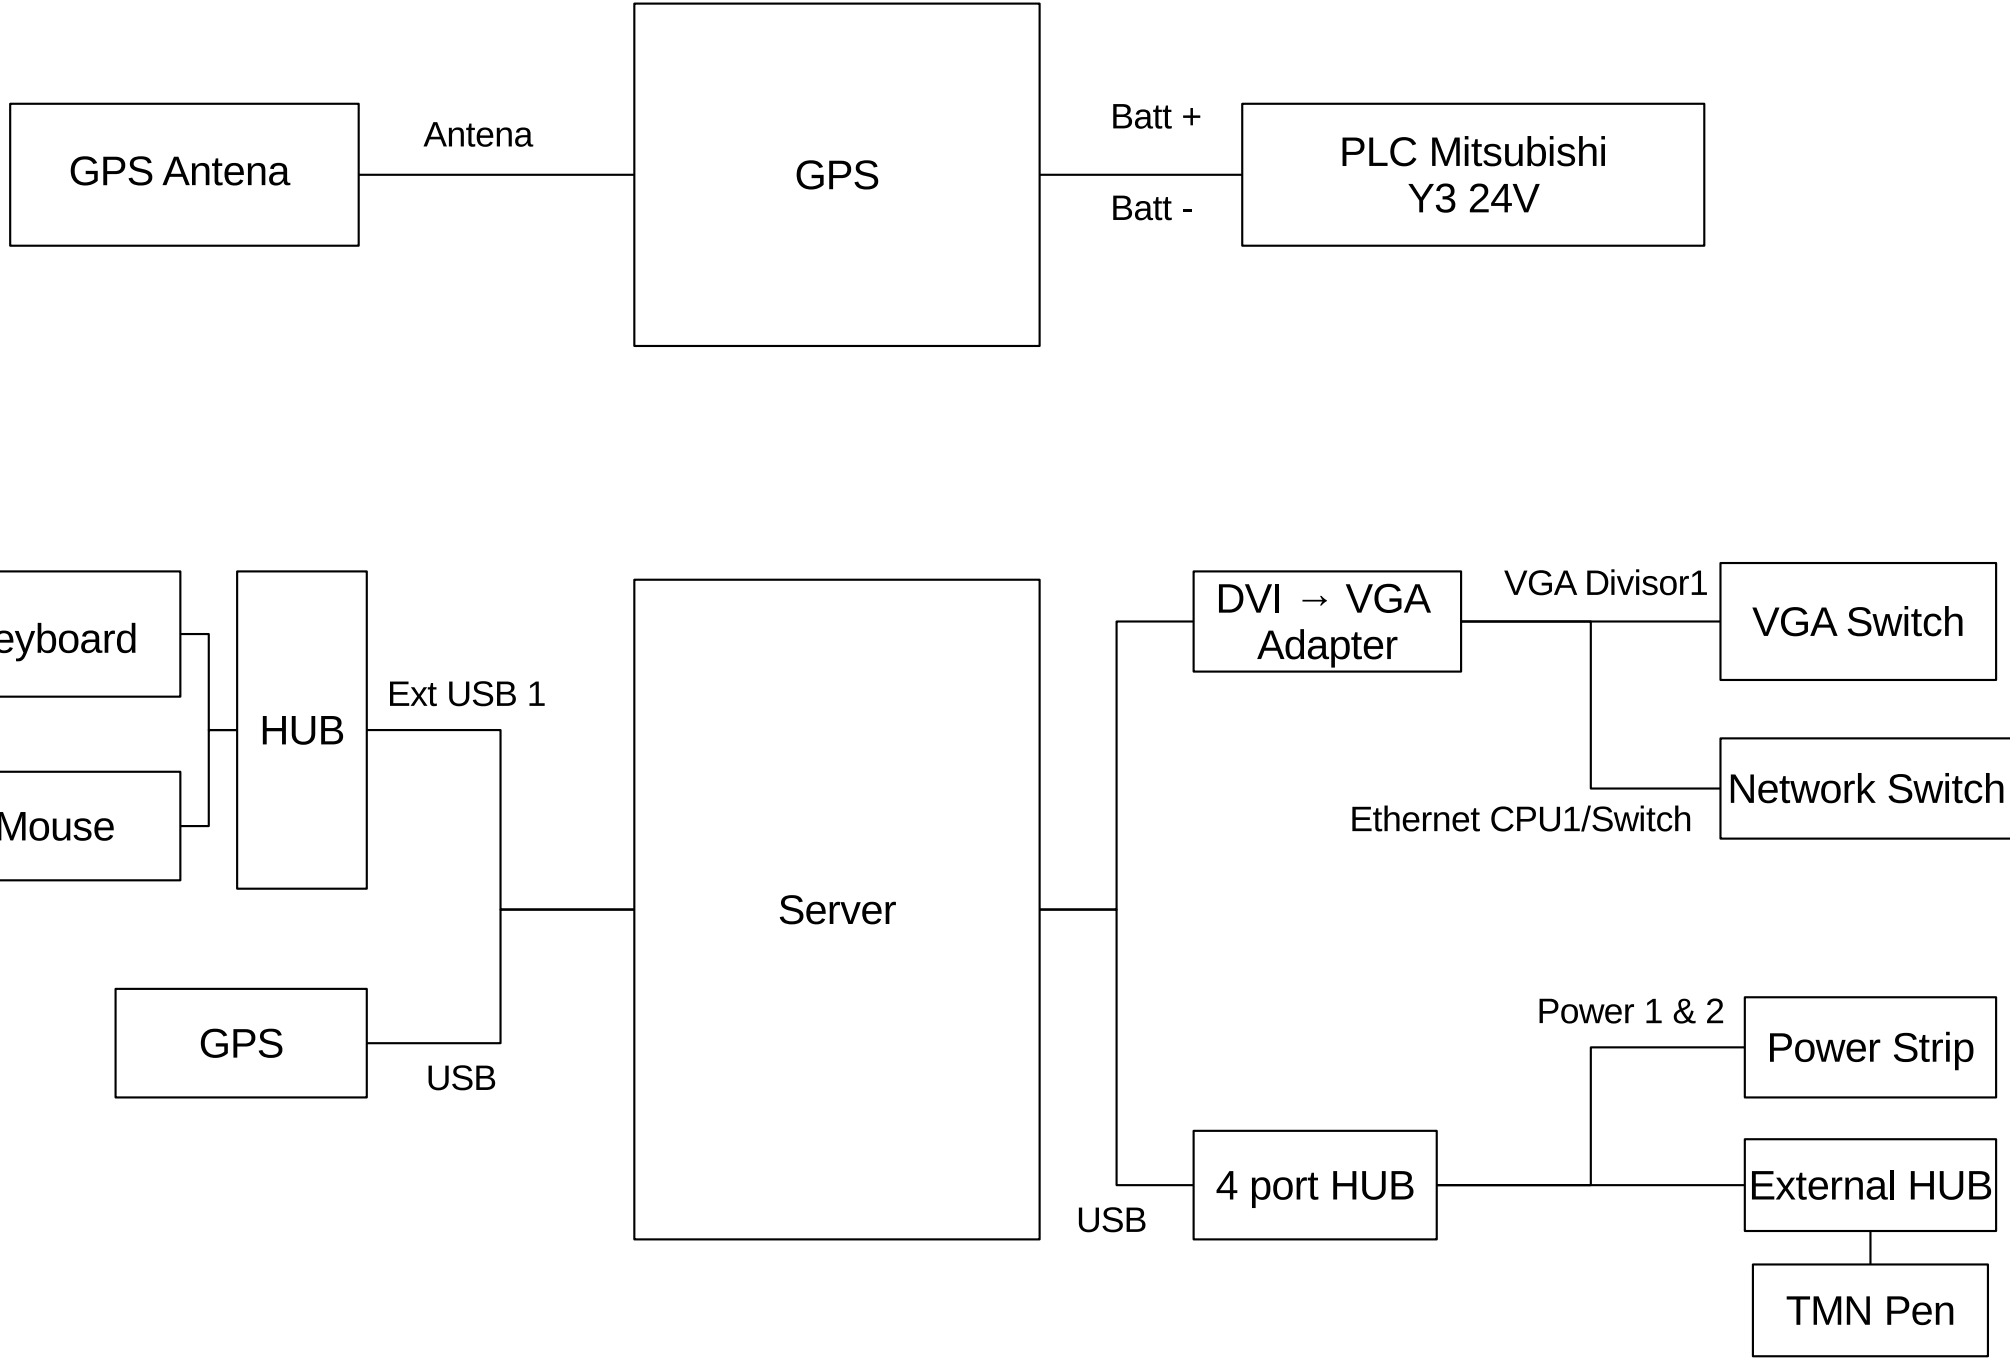 Antena
Batt +
GPS Antena
GPS
PLC Mitsubishi
Y3 24V
Batt -
DVI → VGA
Adapter
VGA Divisor1
VGA Switch
eyboard
Ext USB 1
HUB
Mouse
Network Switch
Ethernet CPU1/Switch
Server
GPS
USB
Power 1 & 2
Power Strip
4 port HUB
External HUB
USB
TMN Pen